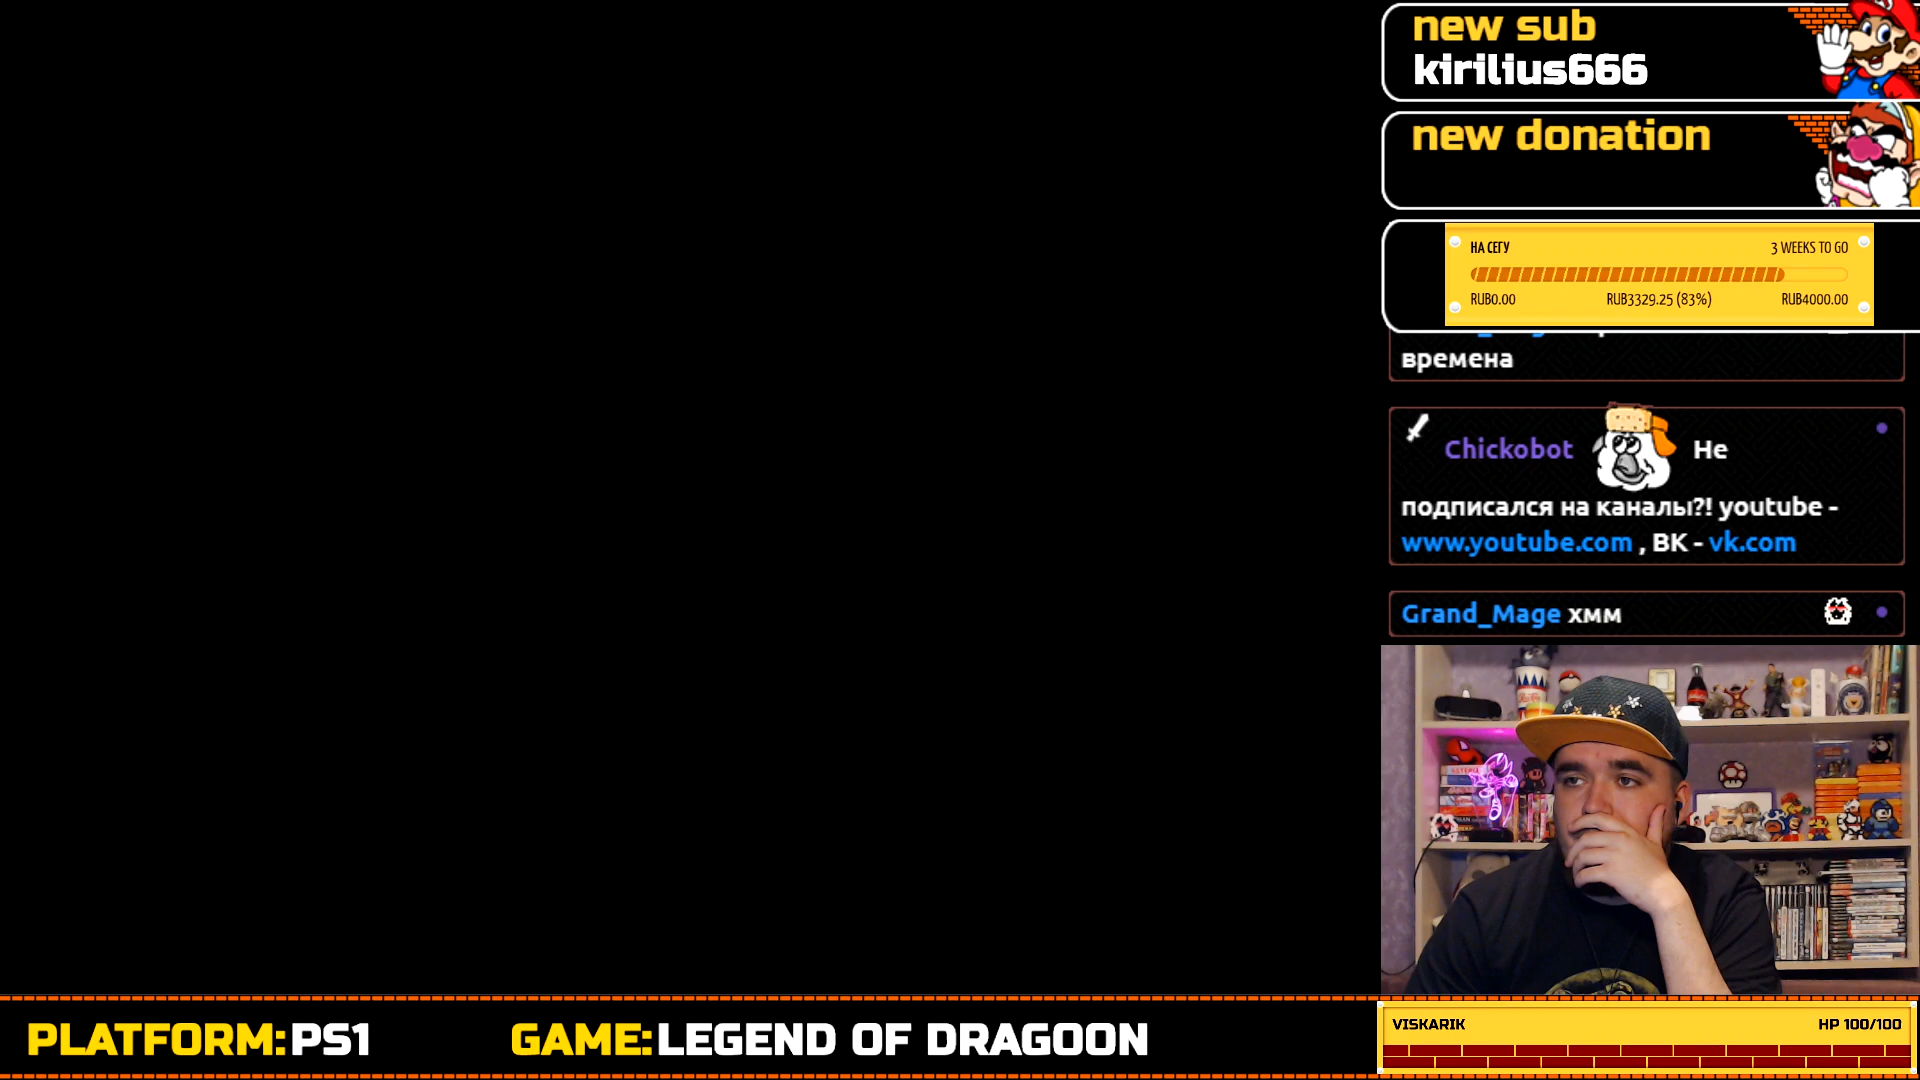 new sub
kirilius666
new donation
НА СЕГУ
3 WEEKS TO GO
RUB0.00
RUB3329.25 (83%)
RUB4000.00
времена
Chickobot Не
подписался на каналы?! youtube -
www.youtube.com , ВК - vk.com
Grand_Mage хмм
PLATFORM:PS1
GAME:LEGEND OF DRAGOON
VISKARIK
HP 100/100